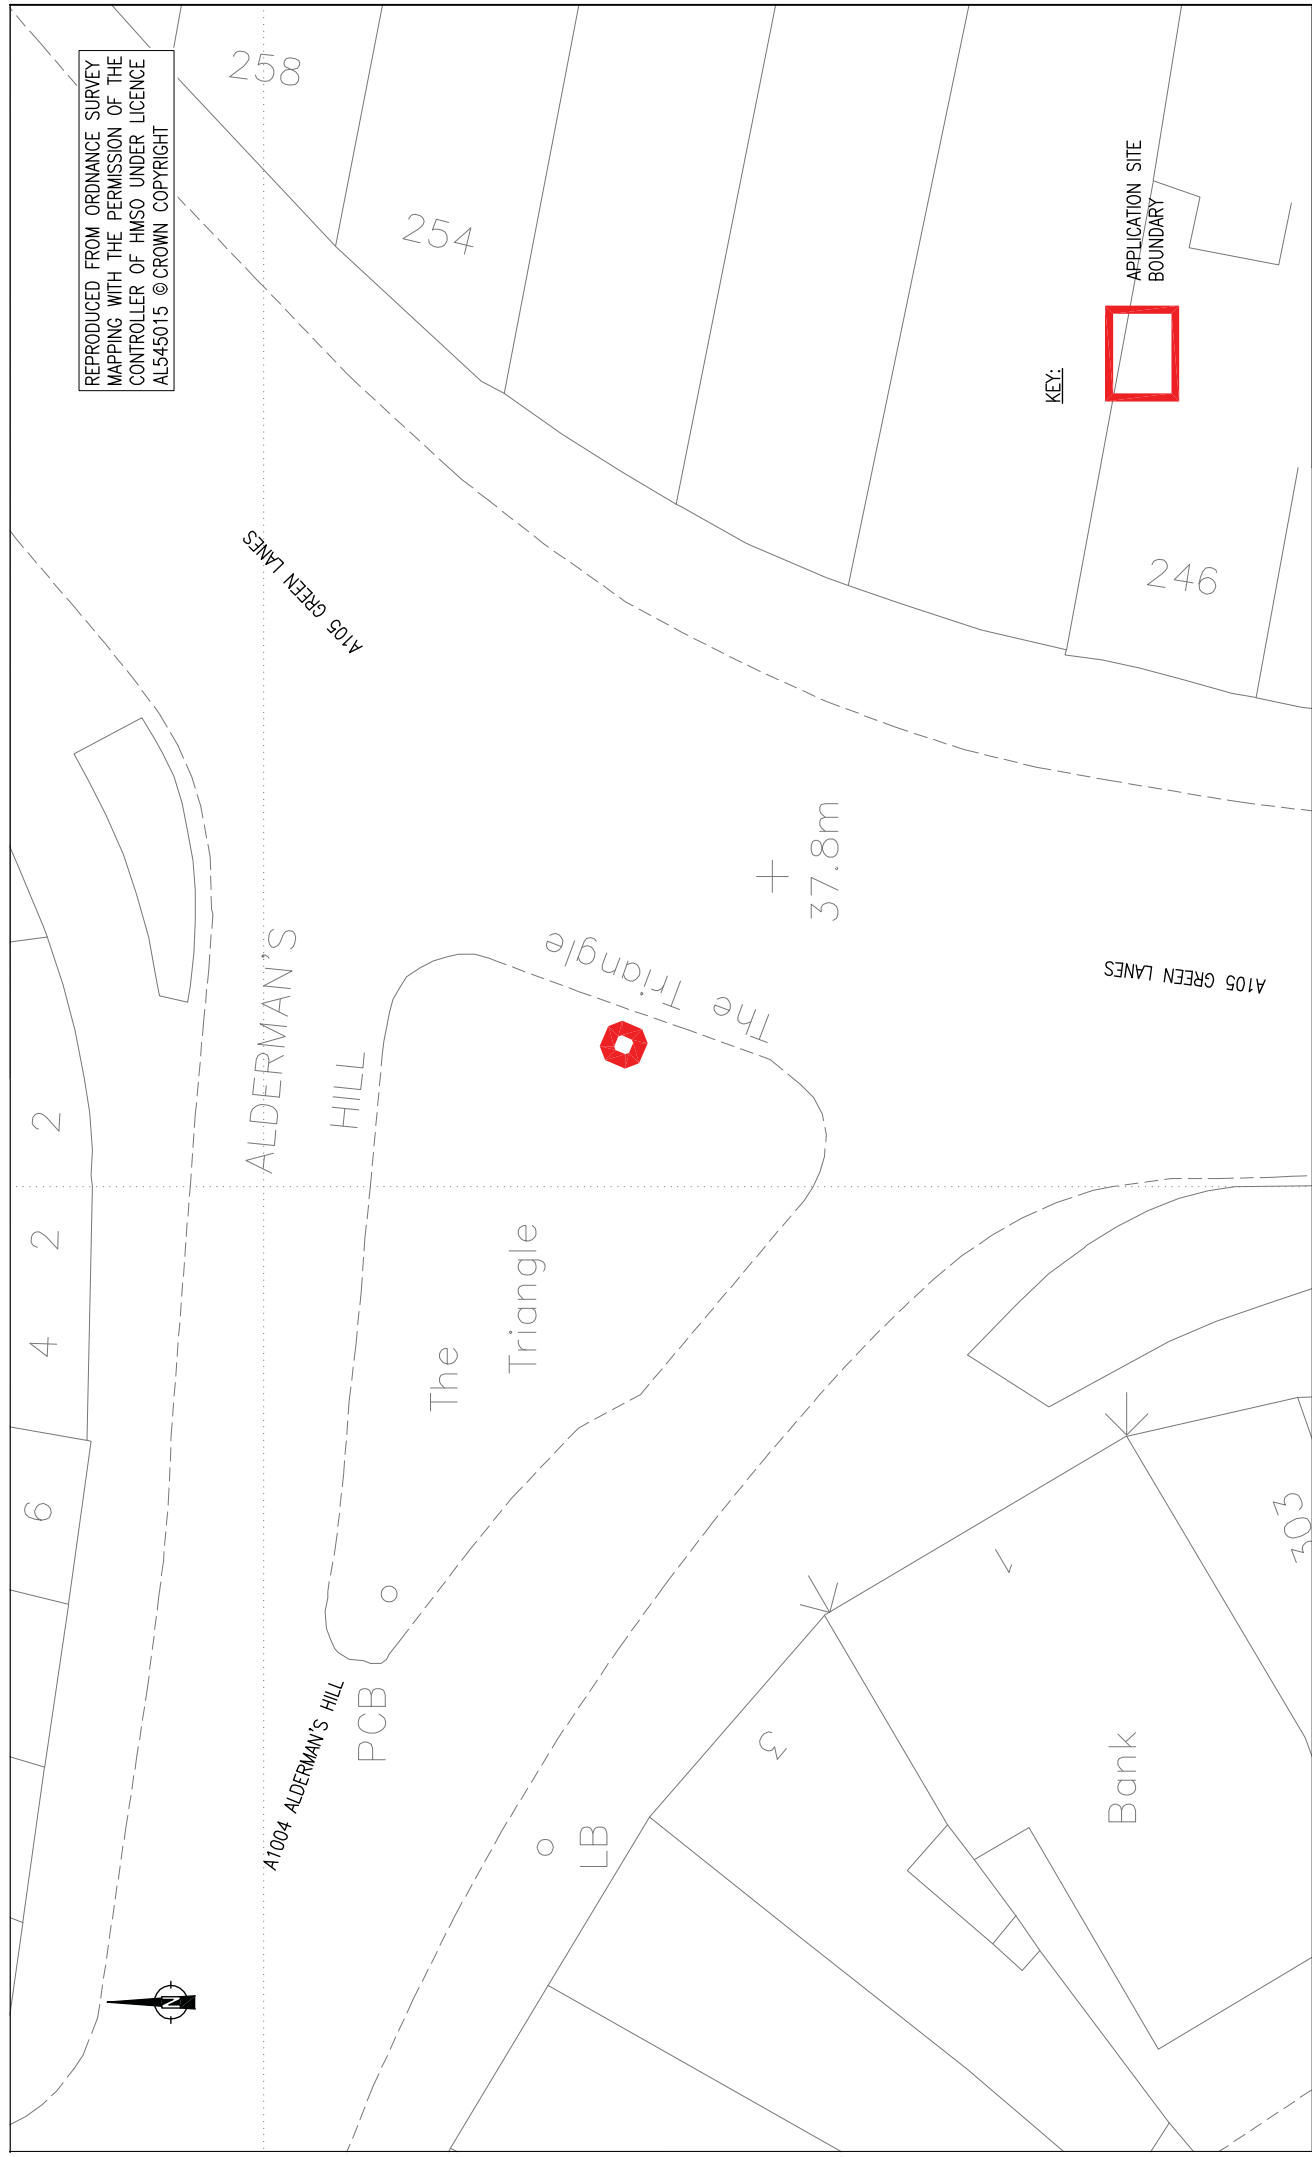 REPRODUCED FROM ORDNANCE SURVEY
MAPPING WITH THE PERMISSION OF THE
CONTROLLER OF HMSO UNDER LICENCE
AL545015 © CROWN COPYRIGHT
258
254
246
KEY:
APPLICATION SITE
BOUNDARY
A105 GREEN LANES
37.8m
The Triangle
A105 GREEN LANES
ALDERMAN'S
HILL
2
2
4
6
The
Triangle
PCB
A1004 ALDERMAN'S HILL
LB
3
1
303
Bank
N